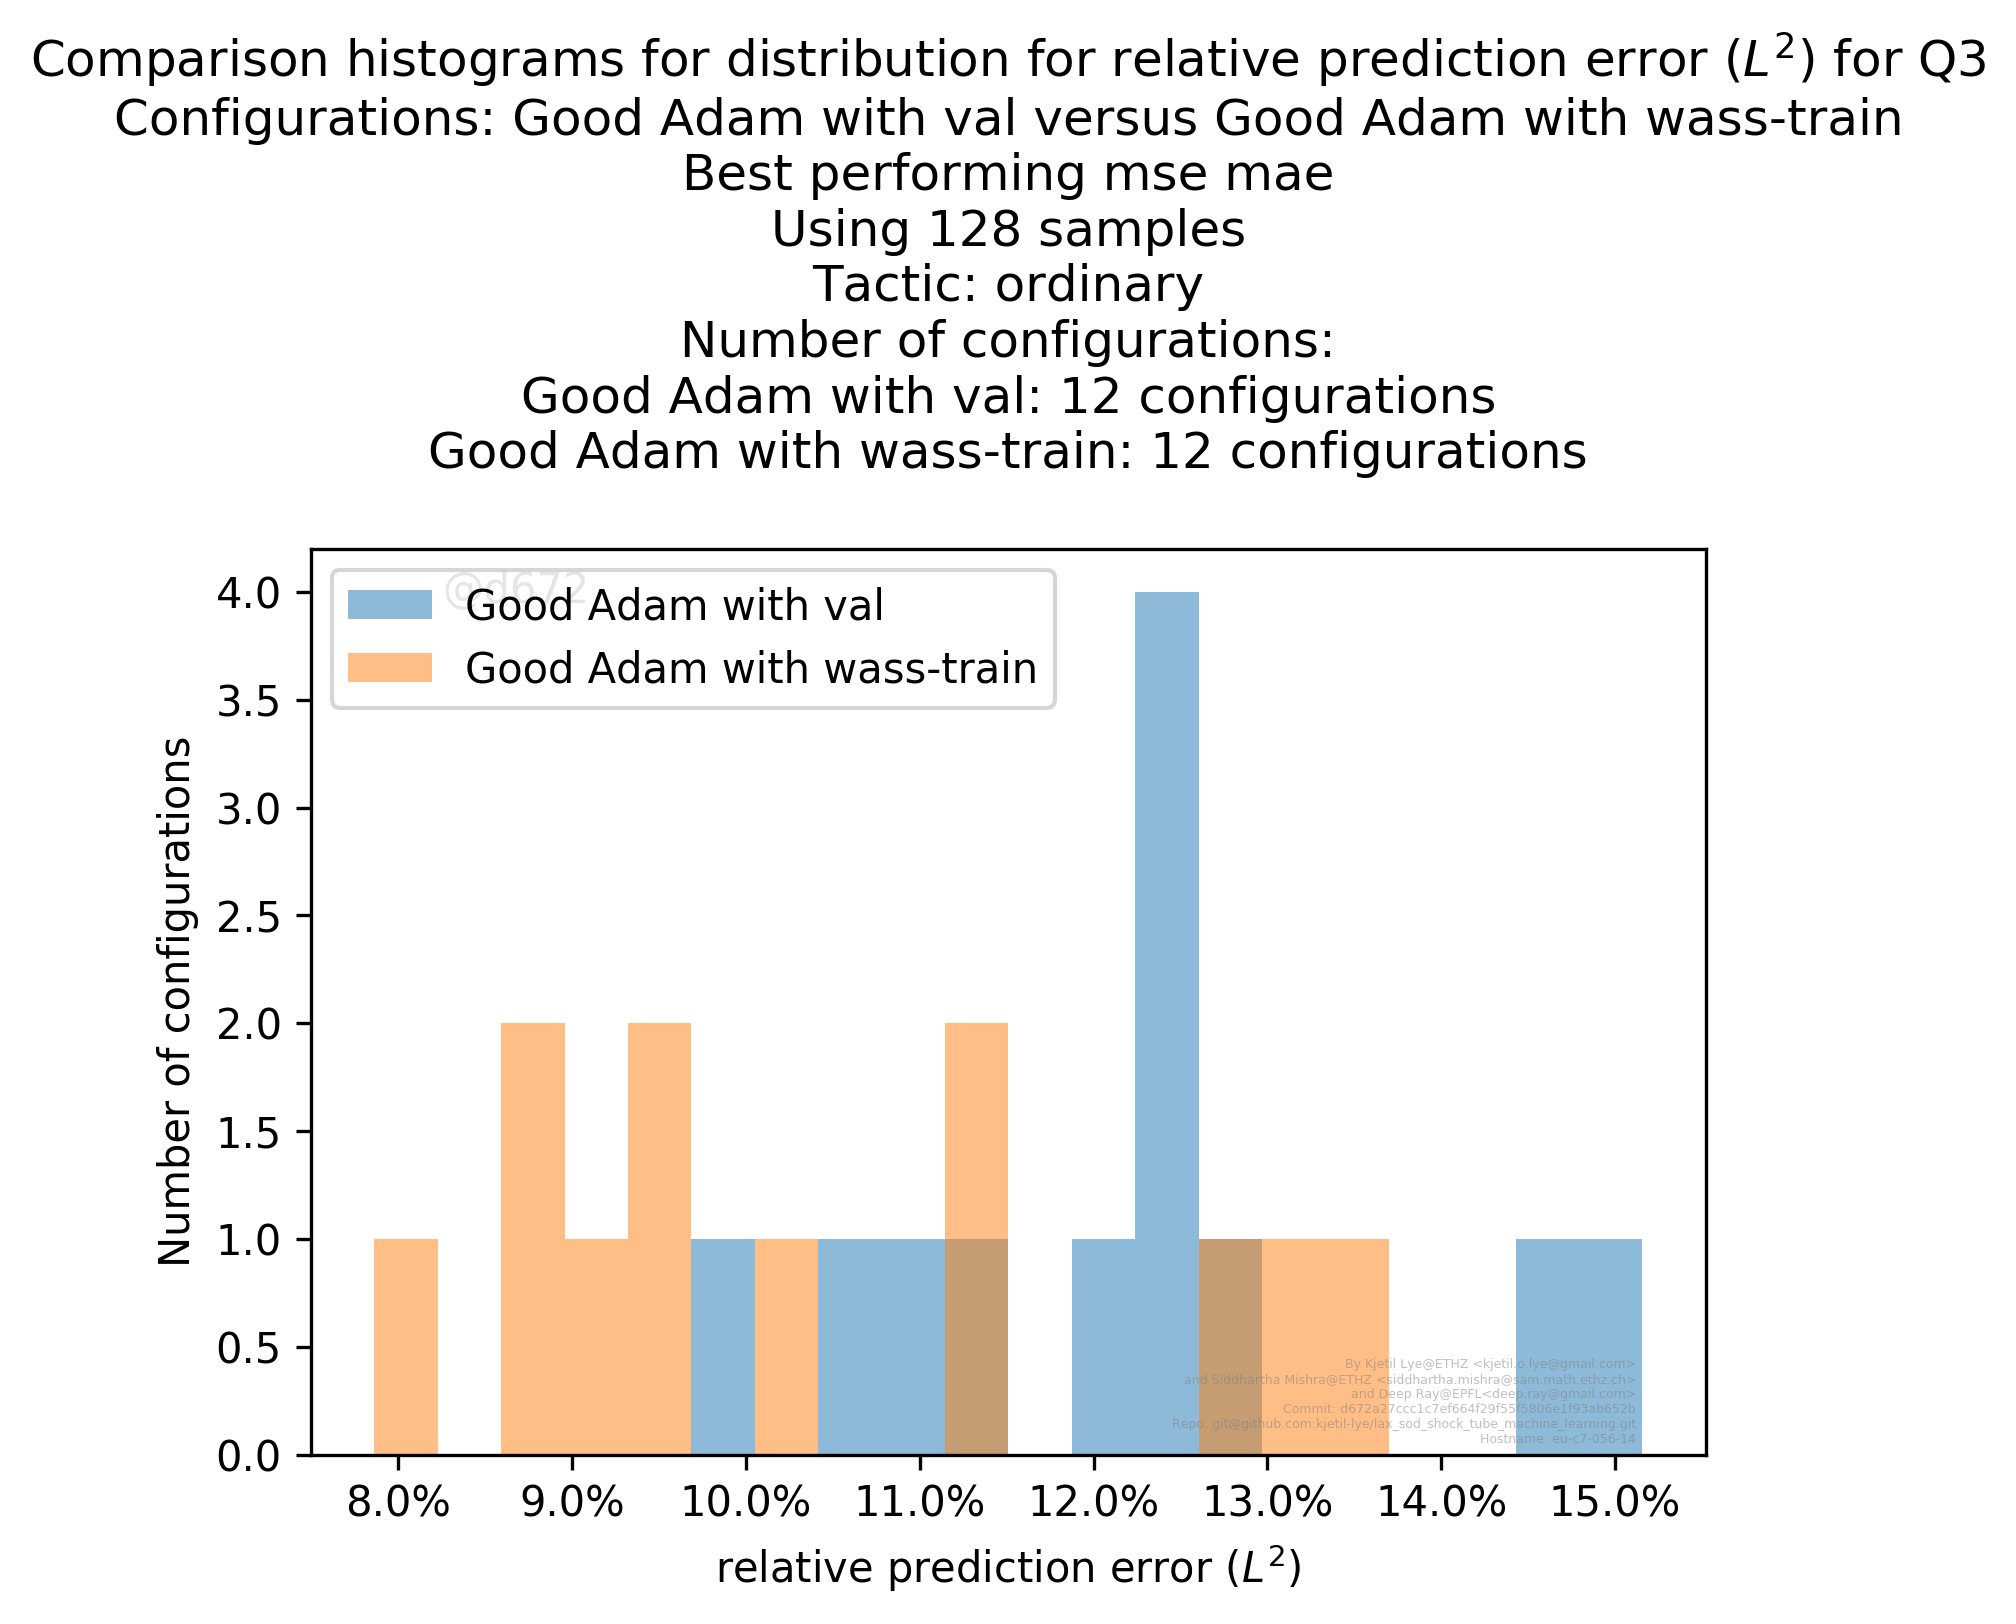 Comparison histograms for distribution for relative prediction error (L²) for Q3
Configurations: Good Adam with val versus Good Adam with wass-train
Best performing mse mae
Using 128 samples
Tactic: ordinary
Number of configurations:
Good Adam with val: 12 configurations
Good Adam with wass-train: 12 configurations
@d672
Good Adam with val
Good Adam with wass-train
Number of configurations
4.0
3.5
3.0
2.5
2.0
1.5
1.0
0.5
0.0
By Kjetil Lye@ETHZ <kjetil.o.lye@gmail.com>
and Siddhartha Mishra@ETHZ <siddhartha.mishra@sam.math.ethz.ch>
and Deep Ray@EPFL<deep.ray@gmail.com>
Commit: d672a27ccc1c7ef664f29f55f5806e1f93ab652b
Repo: git@github.com:kjetil-lye/lax_sod_shock_tube_machine_learning.git
Hostname: eu-c7-056-14
8.0% 9.0% 10.0% 11.0% 12.0% 13.0% 14.0% 15.0%
relative prediction error (L²)